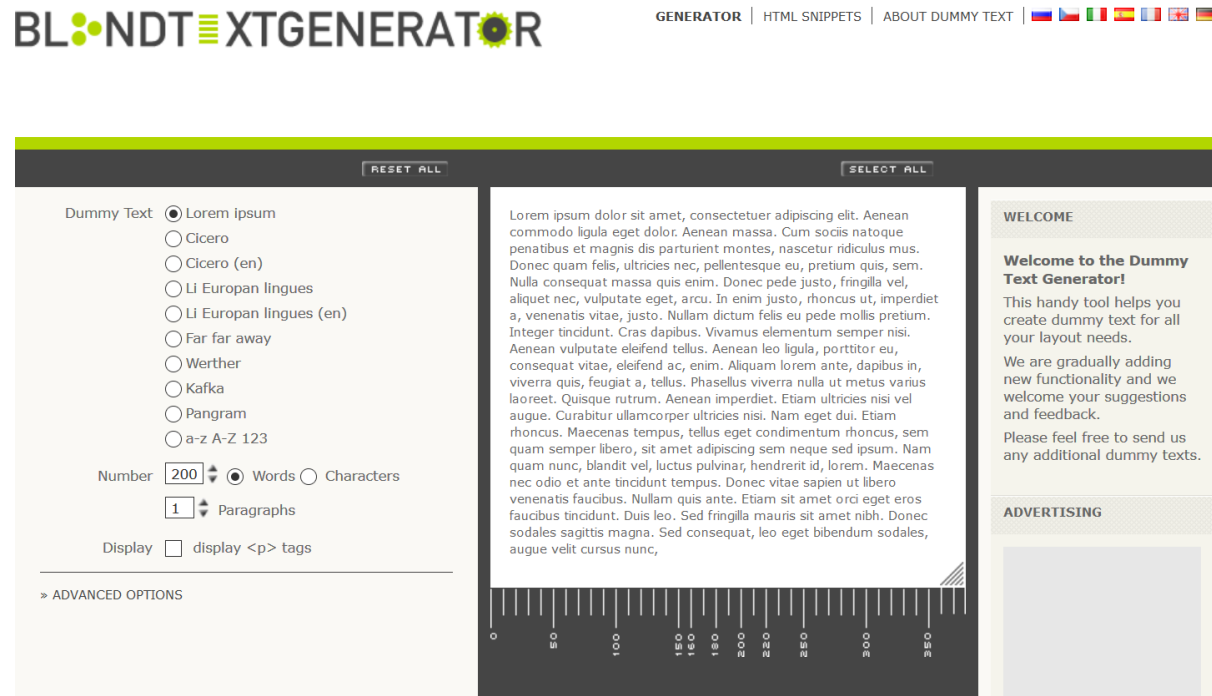 BLINDTEXTGENERATOR
GENERATOR | HTML SNIPPETS | ABOUT DUMMY TEXT |
RESET ALL
SELECT ALL
Dummy Text
Lorem ipsum
Cicero
Cicero (en)
Li Europan lingues
Li Europan lingues (en)
Far far away
Werther
Kafka
Pangram
a-z A-Z 123
Number 200 Words Characters
1 Paragraphs
Display display <p> tags
» ADVANCED OPTIONS
Lorem ipsum dolor sit amet, consectetuer adipiscing elit. Aenean
commodo ligula eget dolor. Aenean massa. Cum sociis natoque
penatibus et magnis dis parturient montes, nascetur ridiculus mus.
Donec quam felis, ultricies nec, pellentesque eu, pretium quis, sem.
Nulla consequat massa quis enim. Donec pede justo, fringilla vel,
aliquet nec, vulputate eget, arcu. In enim justo, rhoncus ut, imperdiet
a, venenatis vitae, justo. Nullam dictum felis eu pede mollis pretium.
Integer tincidunt. Cras dapibus. Vivamus elementum semper nisi.
Aenean vulputate eleifend tellus. Aenean leo ligula, porttitor eu,
consequat vitae, eleifend ac, enim. Aliquam lorem ante, dapibus in,
viverra quis, feugiat a, tellus. Phasellus viverra nulla ut metus varius
laoreet. Quisque rutrum. Aenean imperdiet. Etiam ultricies nisi vel
augue. Curabitur ullamcorper ultricies nisi. Nam eget dui. Etiam
rhoncus. Maecenas tempus, tellus eget condimentum rhoncus, sem
quam semper libero, sit amet adipiscing sem neque sed ipsum. Nam
quam nunc, blandit vel, luctus pulvinar, hendrerit id, lorem. Maecenas
nec odio et ante tincidunt tempus. Donec vitae sapien ut libero
venenatis faucibus. Nullam quis ante. Etiam sit amet orci eget eros
faucibus tincidunt. Duis leo. Sed fringilla mauris sit amet nibh. Donec
sodales sagittis magna. Sed consequat, leo eget bibendum sodales,
augue velit cursus nunc,
0 50 100 150 160 180 200 220 250 300 350
WELCOME
Welcome to the Dummy
Text Generator!
This handy tool helps you
create dummy text for all
your layout needs.
We are gradually adding
new functionality and we
welcome your suggestions
and feedback.
Please feel free to send us
any additional dummy texts.
ADVERTISING